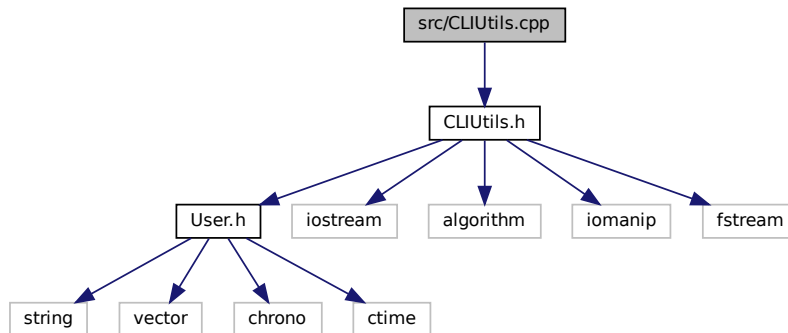 src/CLIUtils.cpp
CLIUtils.h
User.h
iostream
algorithm
iomanip
fstream
string
vector
chrono
ctime